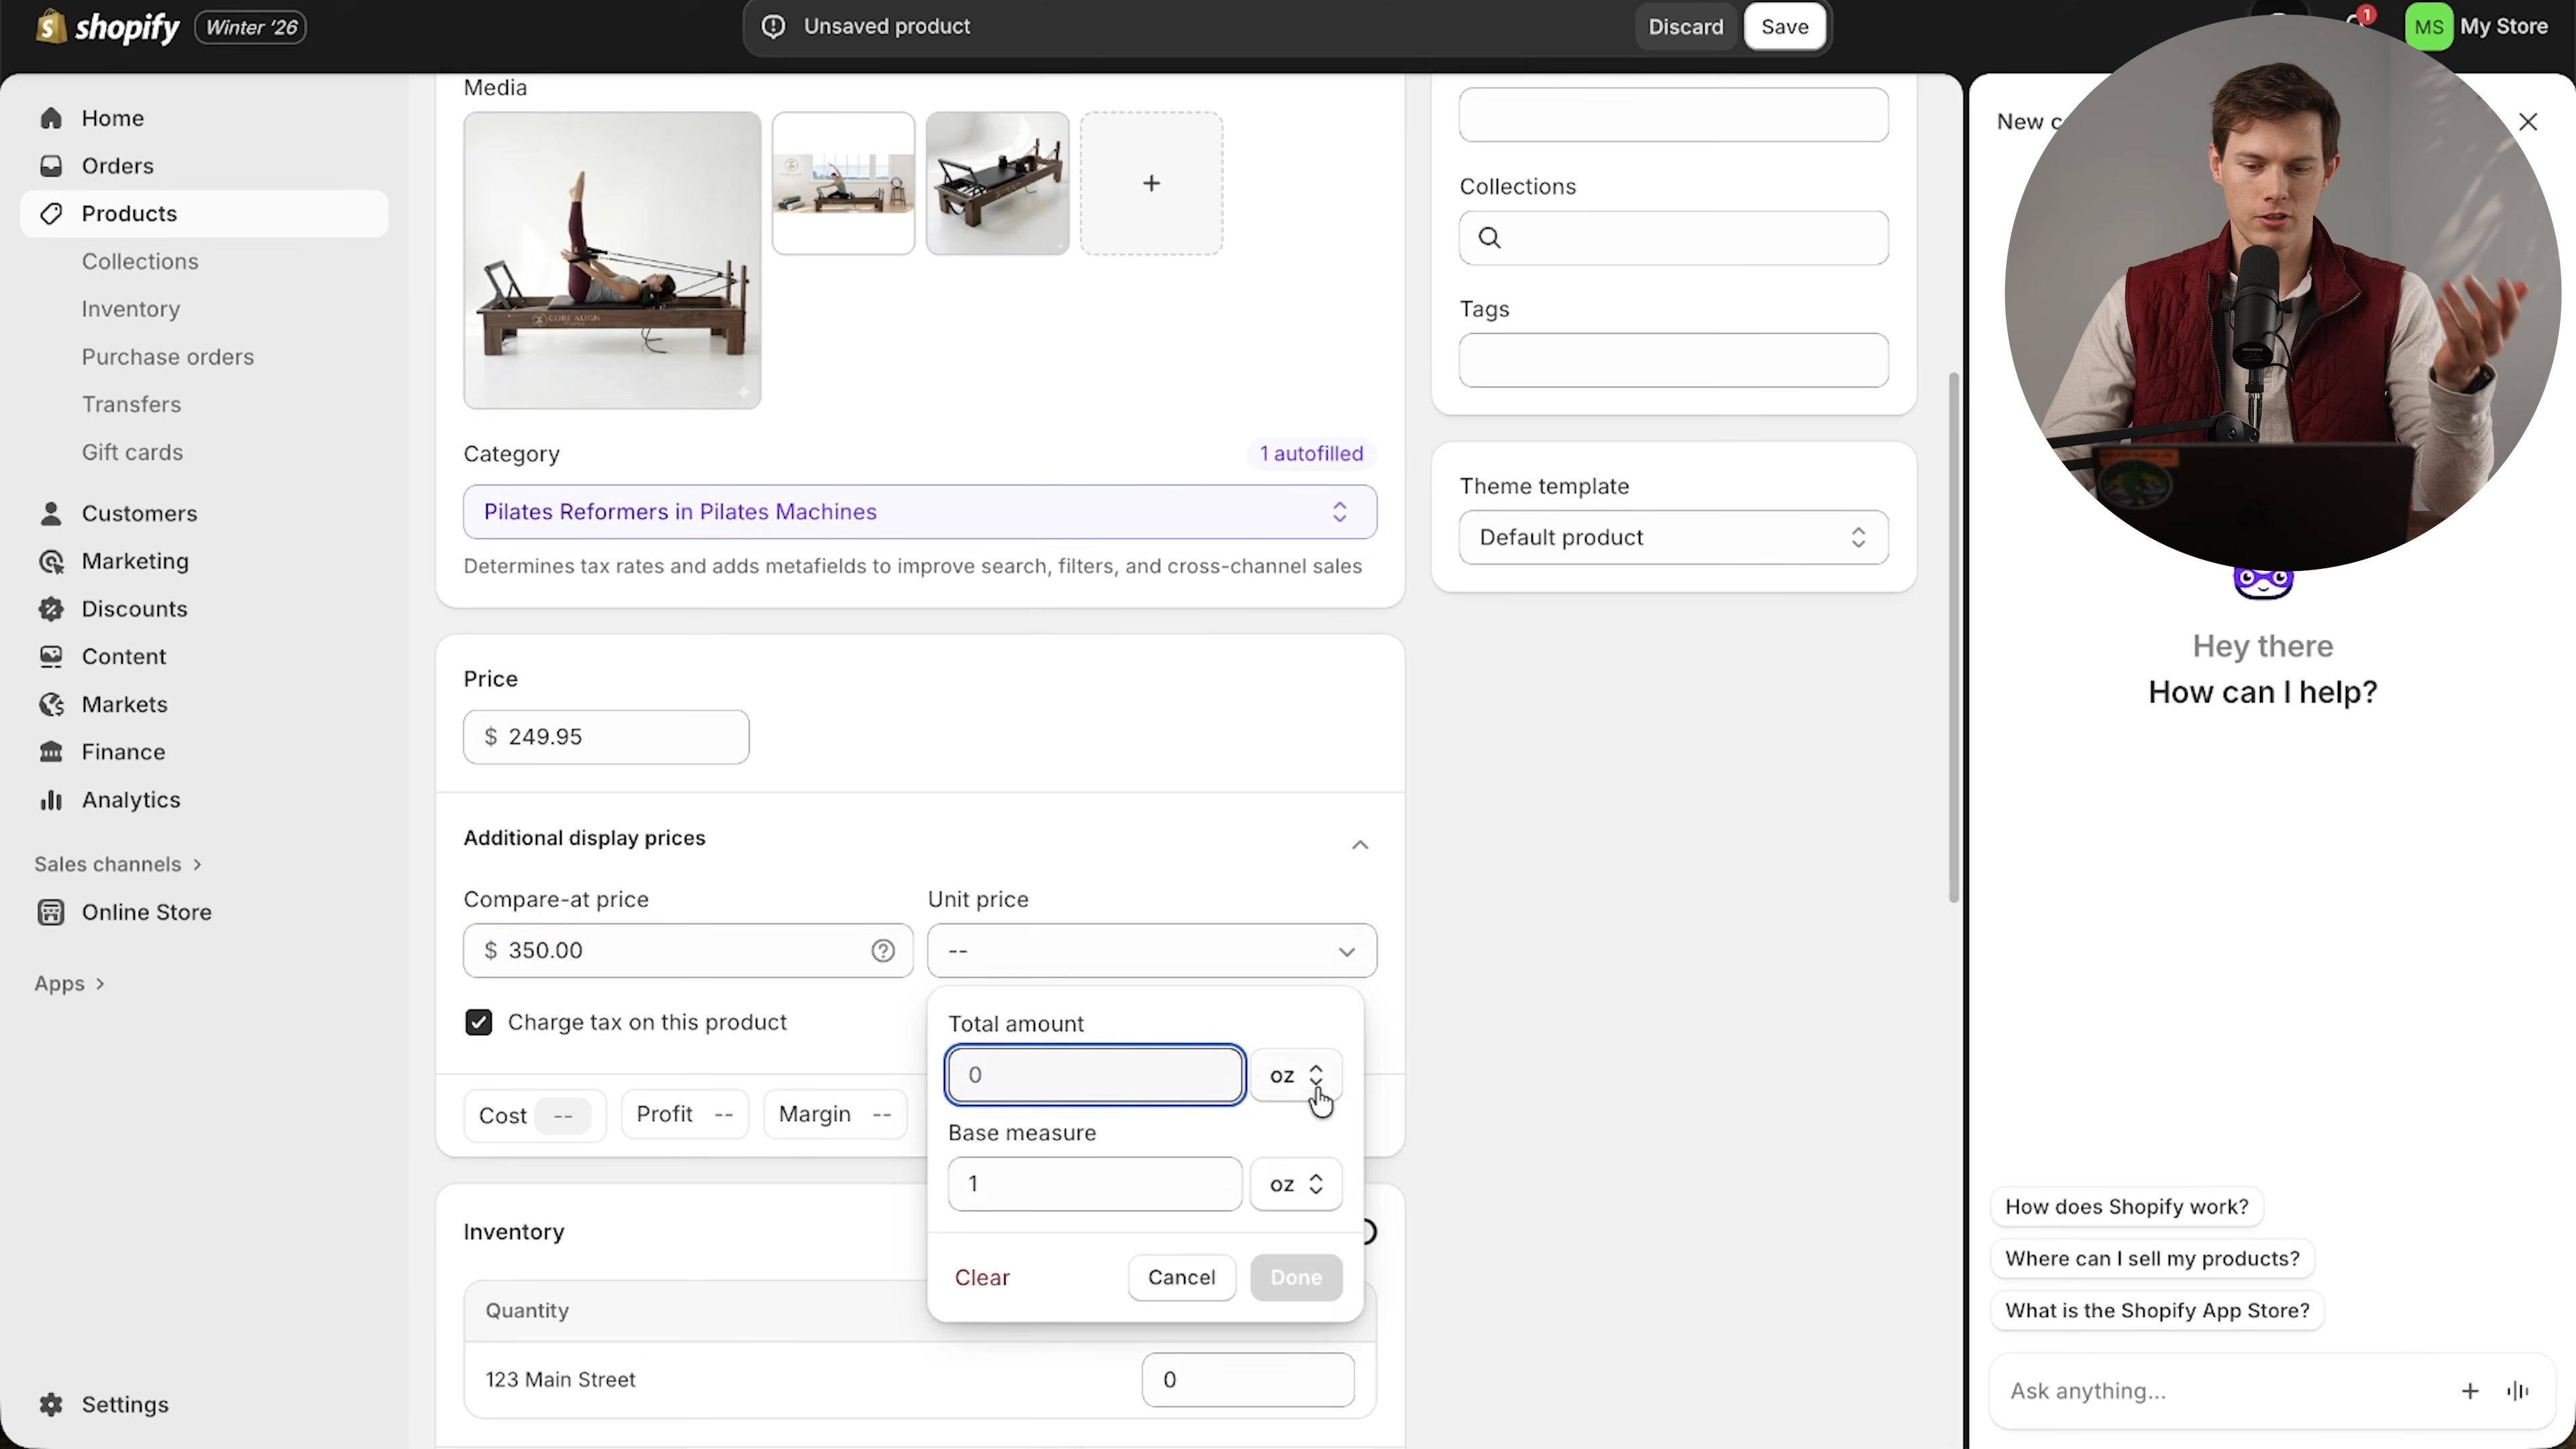 shopify
Winter '26
Unsaved product
Discard
Save
1
MS
My Store
Home
Orders
Products
Collections
Inventory
Purchase orders
Transfers
Gift cards
Customers
Marketing
Discounts
Content
Markets
Finance
Analytics
Sales channels
Online Store
Apps
Settings
Media
CORE ALIGN
Category
1 autofilled
Pilates Reformers in Pilates Machines
Determines tax rates and adds metafields to improve search, filters, and cross-channel sales
Price
$ 249.95
Additional display prices
Compare-at price
$ 350.00
Unit price
--
Charge tax on this product
Cost --
Profit --
Margin --
Total amount
0
oz
Base measure
1
oz
Clear
Cancel
Done
Inventory
Quantity
123 Main Street
0
Collections
Tags
Theme template
Default product
New c
Hey there
How can I help?
How does Shopify work?
Where can I sell my products?
What is the Shopify App Store?
Ask anything...